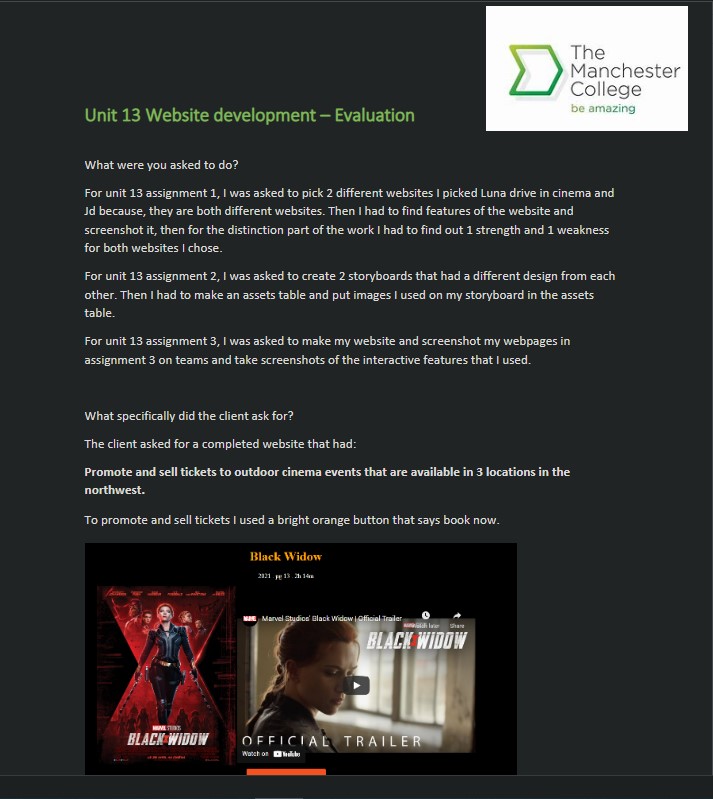 The
Manchester
College
be amazing
Unit 13 Website development – Evaluation
What were you asked to do?
For unit 13 assignment 1, I was asked to pick 2 different websites I picked Luna drive in cinema and
Jd because, they are both different websites. Then I had to find features of the website and
screenshot it, then for the distinction part of the work I had to find out 1 strength and 1 weakness
for both websites I chose.
For unit 13 assignment 2, I was asked to create 2 storyboards that had a different design from each
other. Then I had to make an assets table and put images I used on my storyboard in the assets
table.
For unit 13 assignment 3, I was asked to make my website and screenshot my webpages in
assignment 3 on teams and take screenshots of the interactive features that I used.
What specifically did the client ask for?
The client asked for a completed website that had:
Promote and sell tickets to outdoor cinema events that are available in 3 locations in the
northwest.
To promote and sell tickets I used a bright orange button that says book now.
Black Widow
2021 . pg 13 . 2h 14m
MARVEL Marvel Studios' Black Widow | Official Trailer
Watch later Share
BLACK WIDOW
MARVEL STUDIOS
BLACK WIDOW
OFFICIAL TRAILER
Watch on YouTube